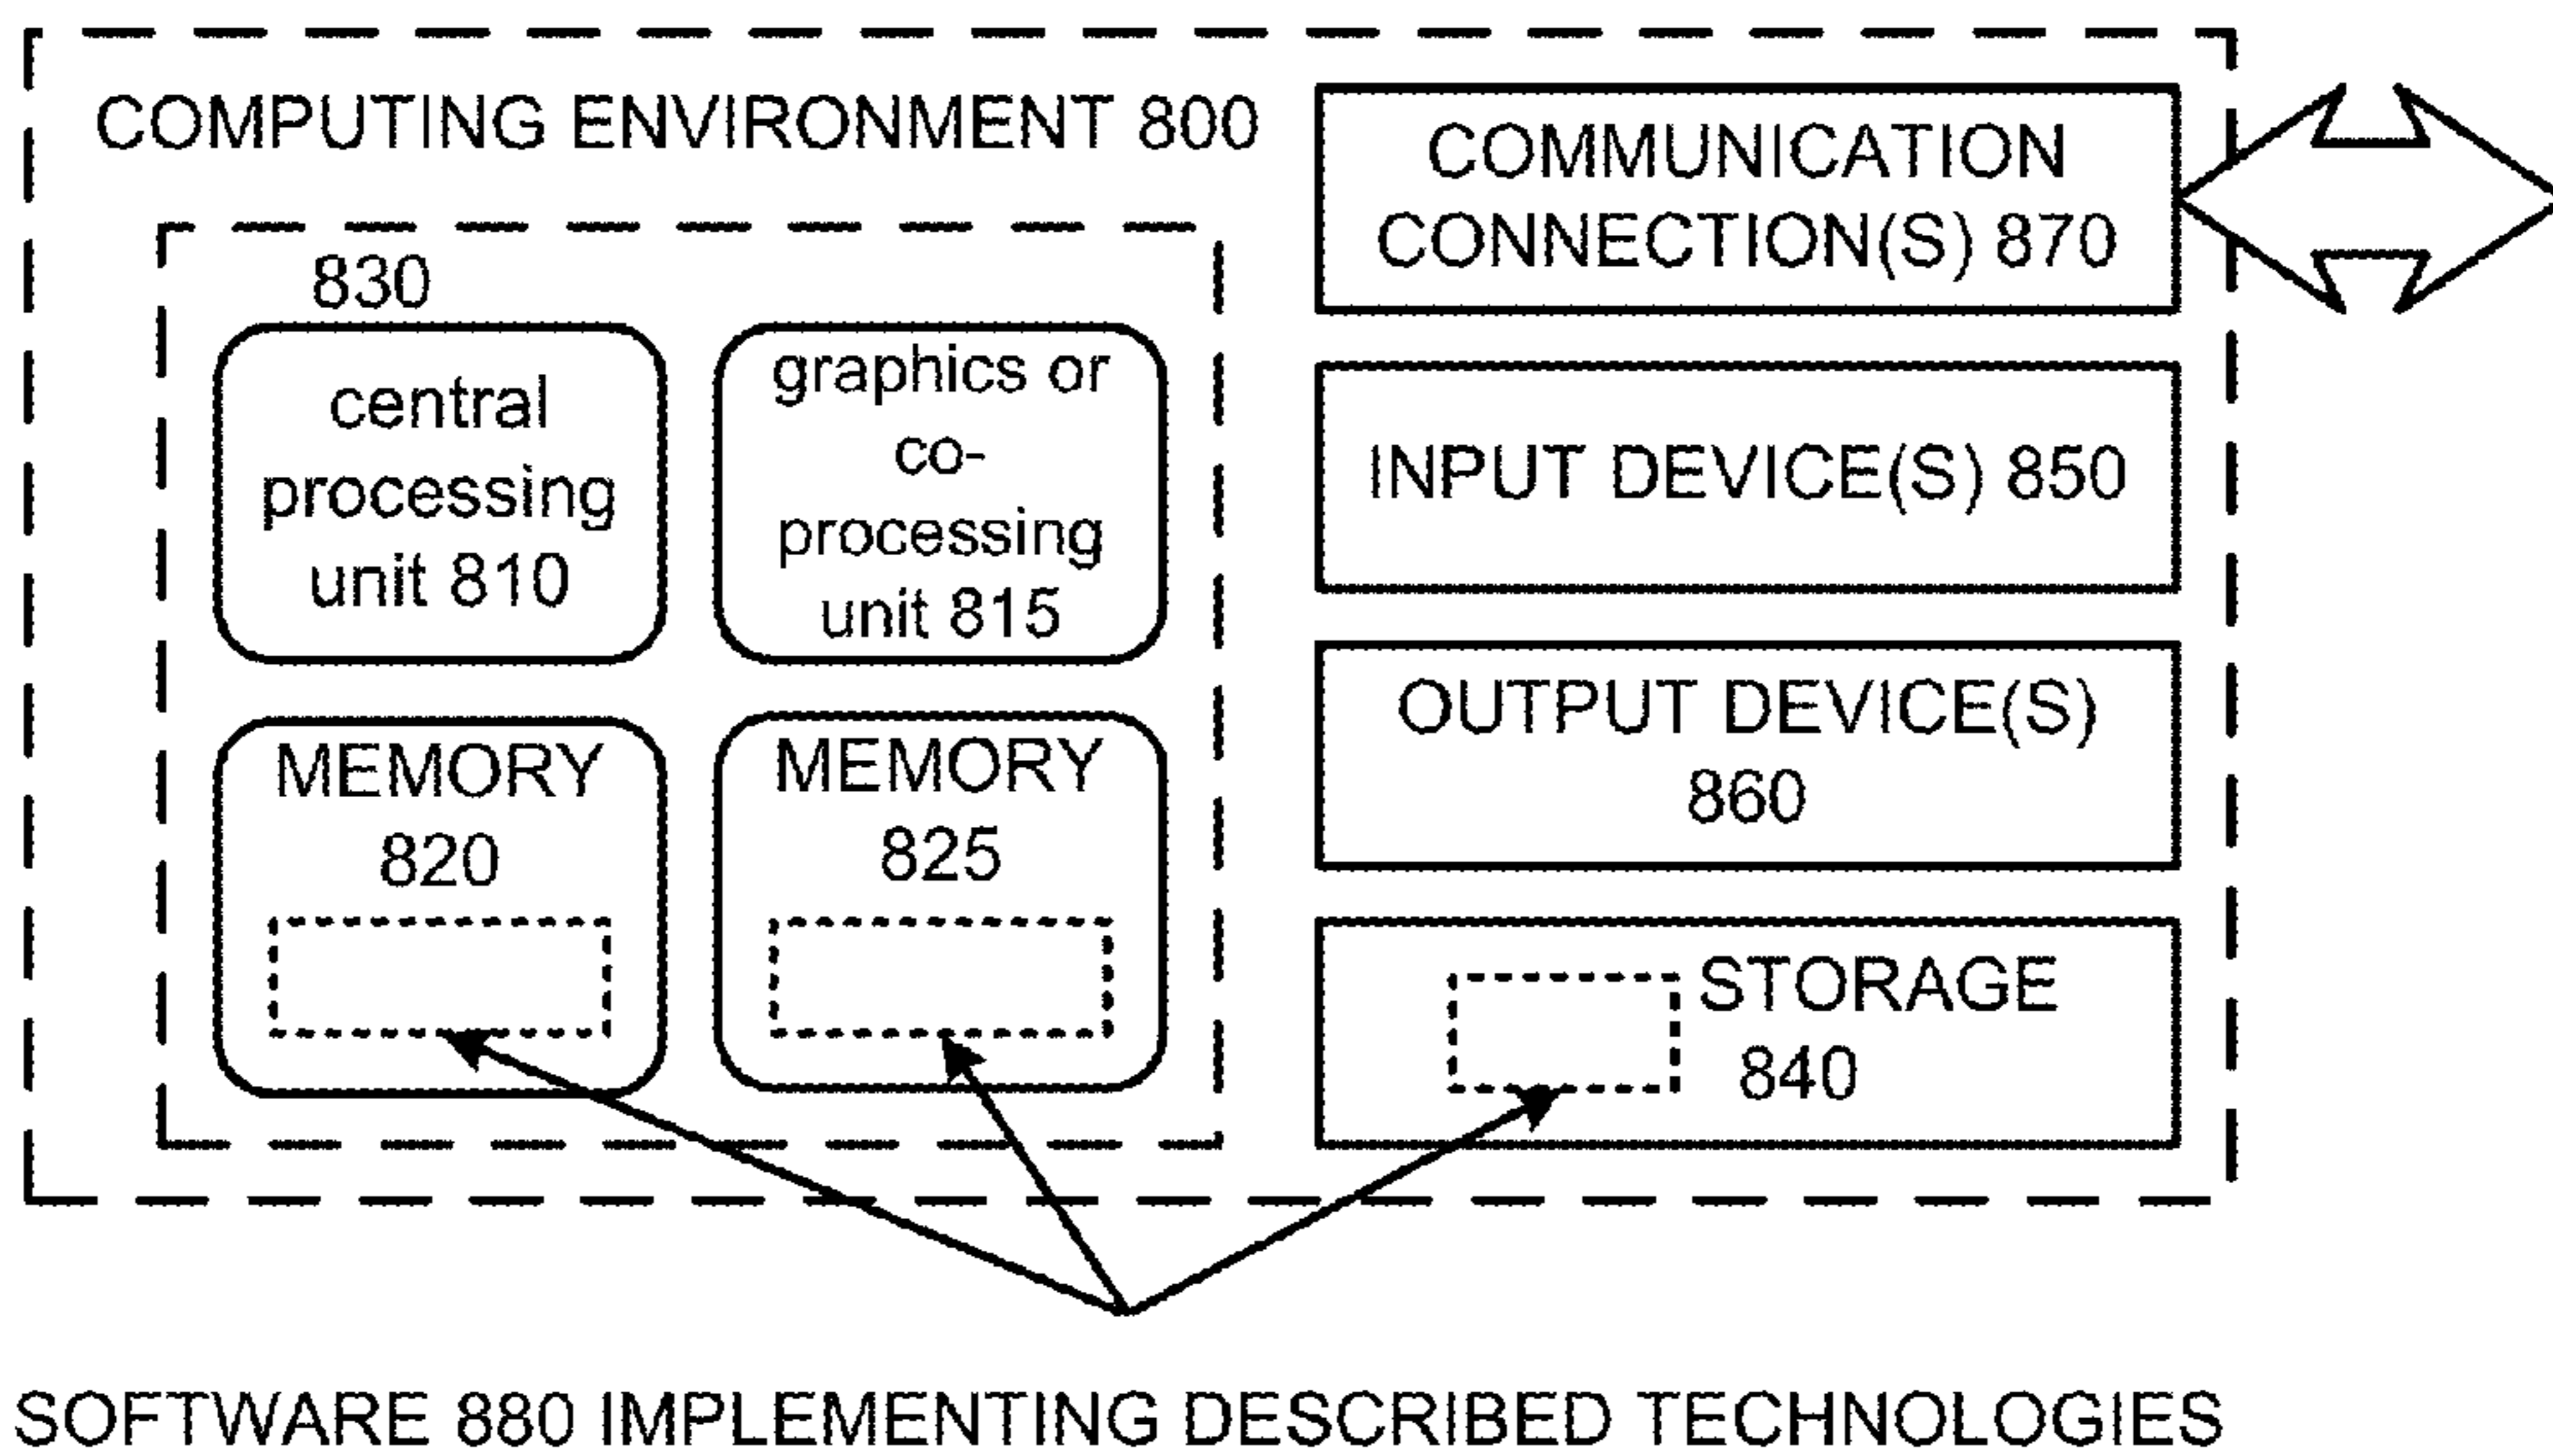 COMPUTING ENVIRONMENT 800
830
central
processing
unit 810
graphics or
co-
processing
unit 815
MEMORY
820
MEMORY
825
COMMUNICATION
CONNECTION(S) 870
INPUT DEVICE(S) 850
OUTPUT DEVICE(S)
860
STORAGE
840
SOFTWARE 880 IMPLEMENTING DESCRIBED TECHNOLOGIES